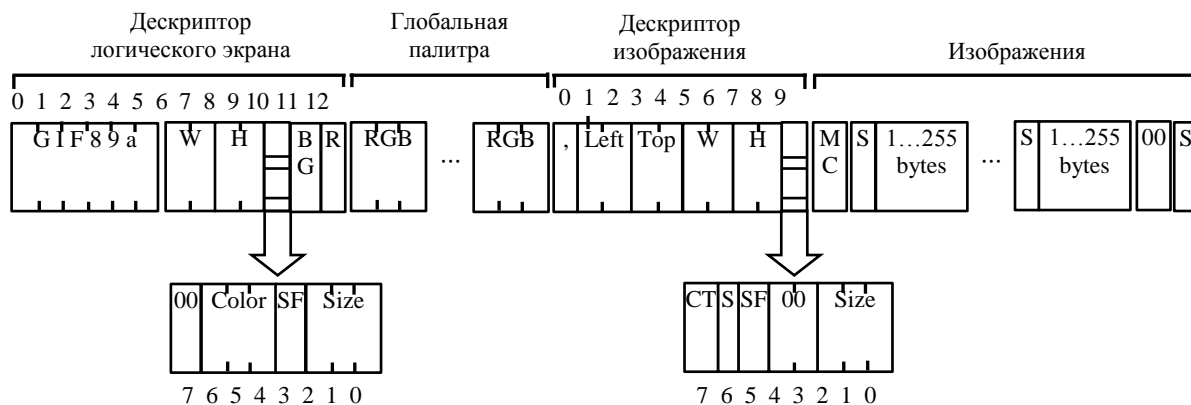 Дескриптор
логического экрана
Глобальная
палитра
Дескриптор
изображения
Изображения
0 1 2 3 4 5 6 7 8 9 10 11 12
0 1 2 3 4 5 6 7 8 9
G I F 8 9 a
W
H
B
G
R
RGB
...
RGB
,
Left
Top
W
H
M
C
S
1...255
bytes
...
S
1...255
bytes
00
S
00
Color
SF
Size
7 6 5 4 3 2 1 0
CT
S
SF
00
Size
7 6 5 4 3 2 1 0